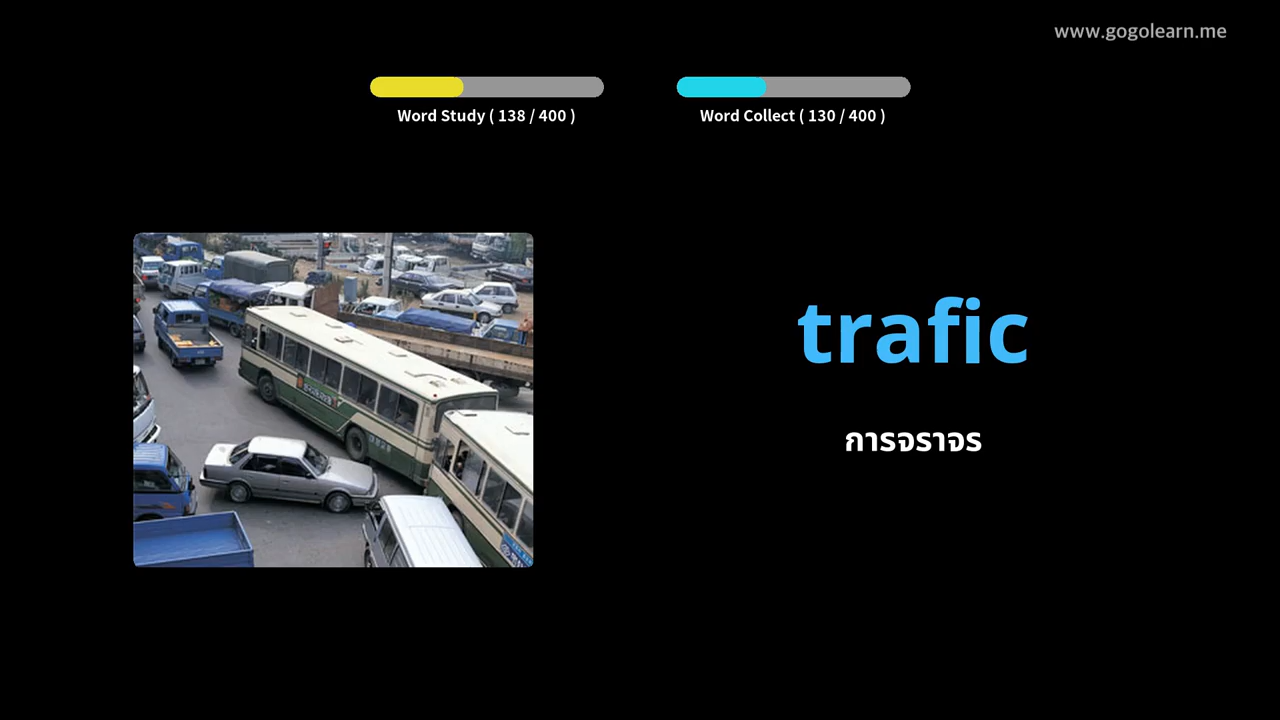 www.gogolearn.me
Word Study ( 138 / 400 )
Word Collect ( 130 / 400 )
trafic
การจราจร